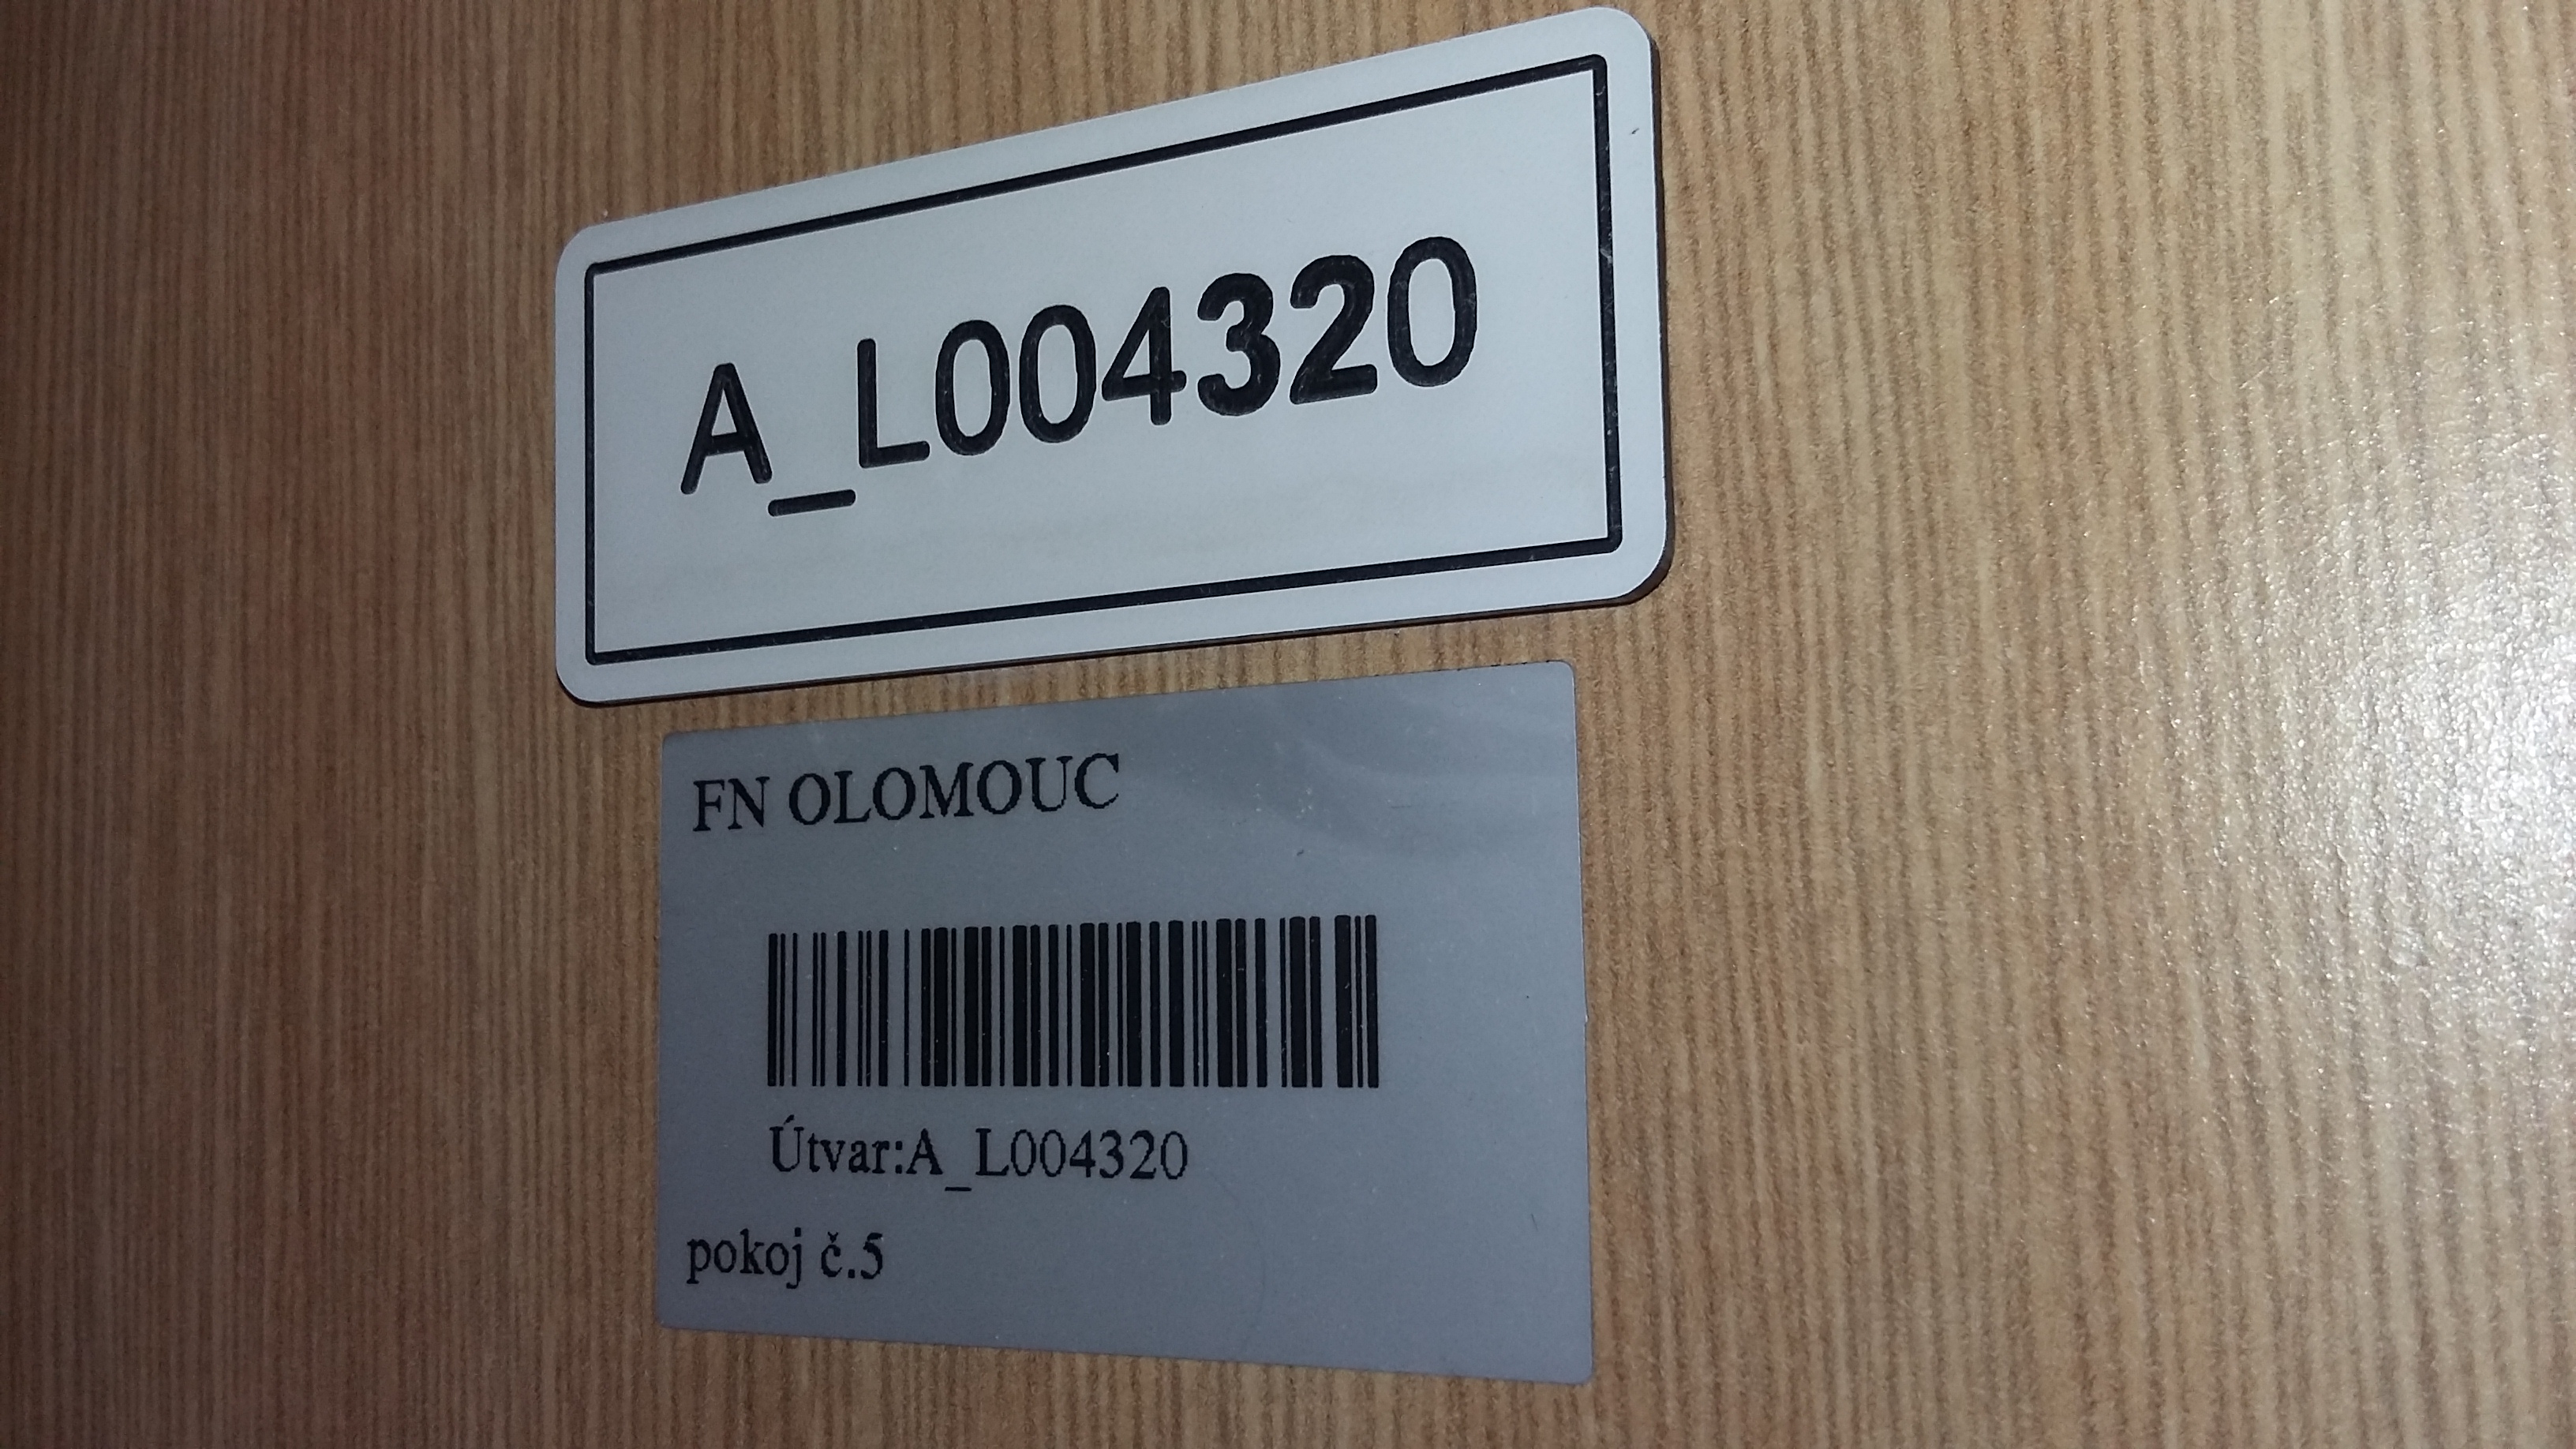 A_L004320
FN OLOMOUC
Útvar:A_L004320
pokoj č.5